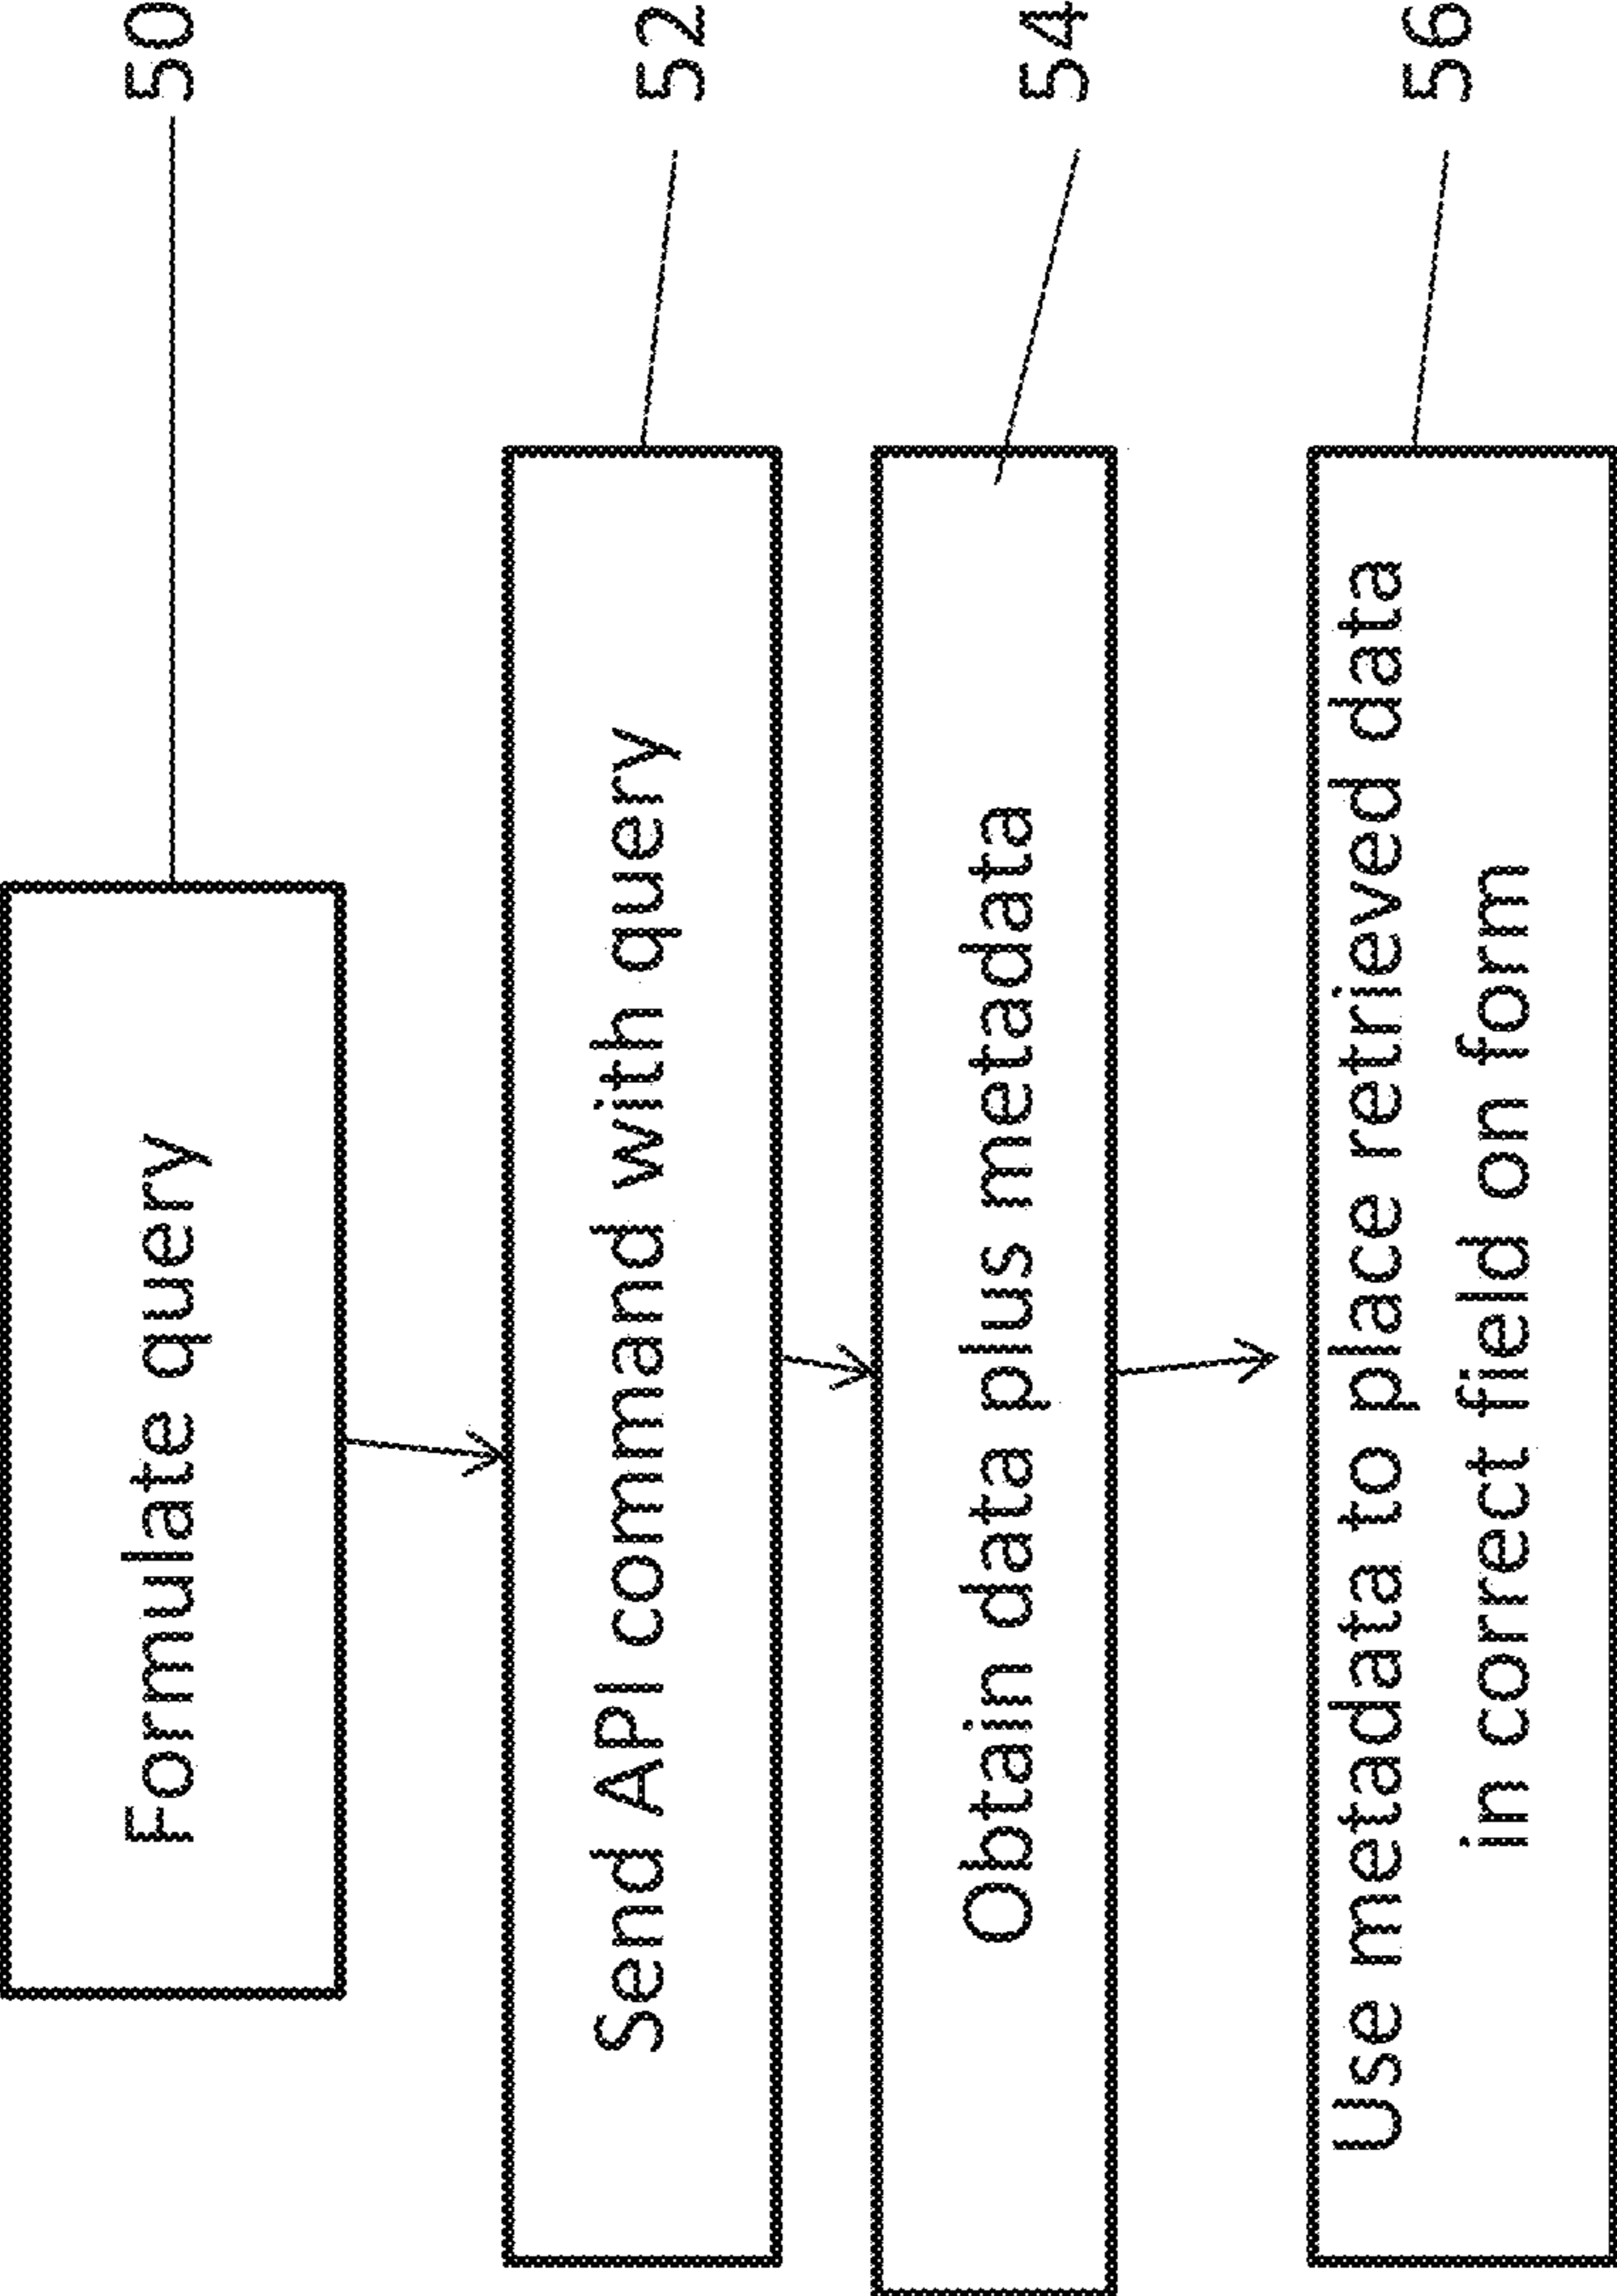 Formulate query
50
Send API command with query
52
Obtain data plus metadata
54
Use metadata to place retrieved data
in correct field on form
56